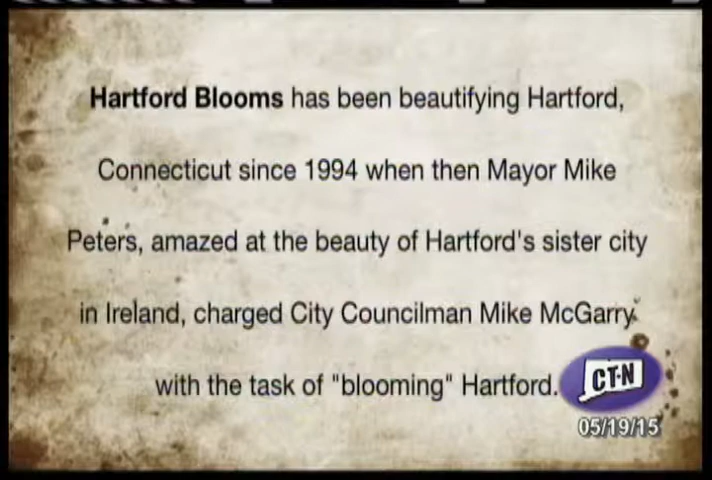 Hartford Blooms has been beautifying Hartford,
Connecticut since 1994 when then Mayor Mike
Peters, amazed at the beauty of Hartford's sister city
in Ireland, charged City Councilman Mike McGarry
with the task of "blooming" Hartford.
CT-N
05/19/15